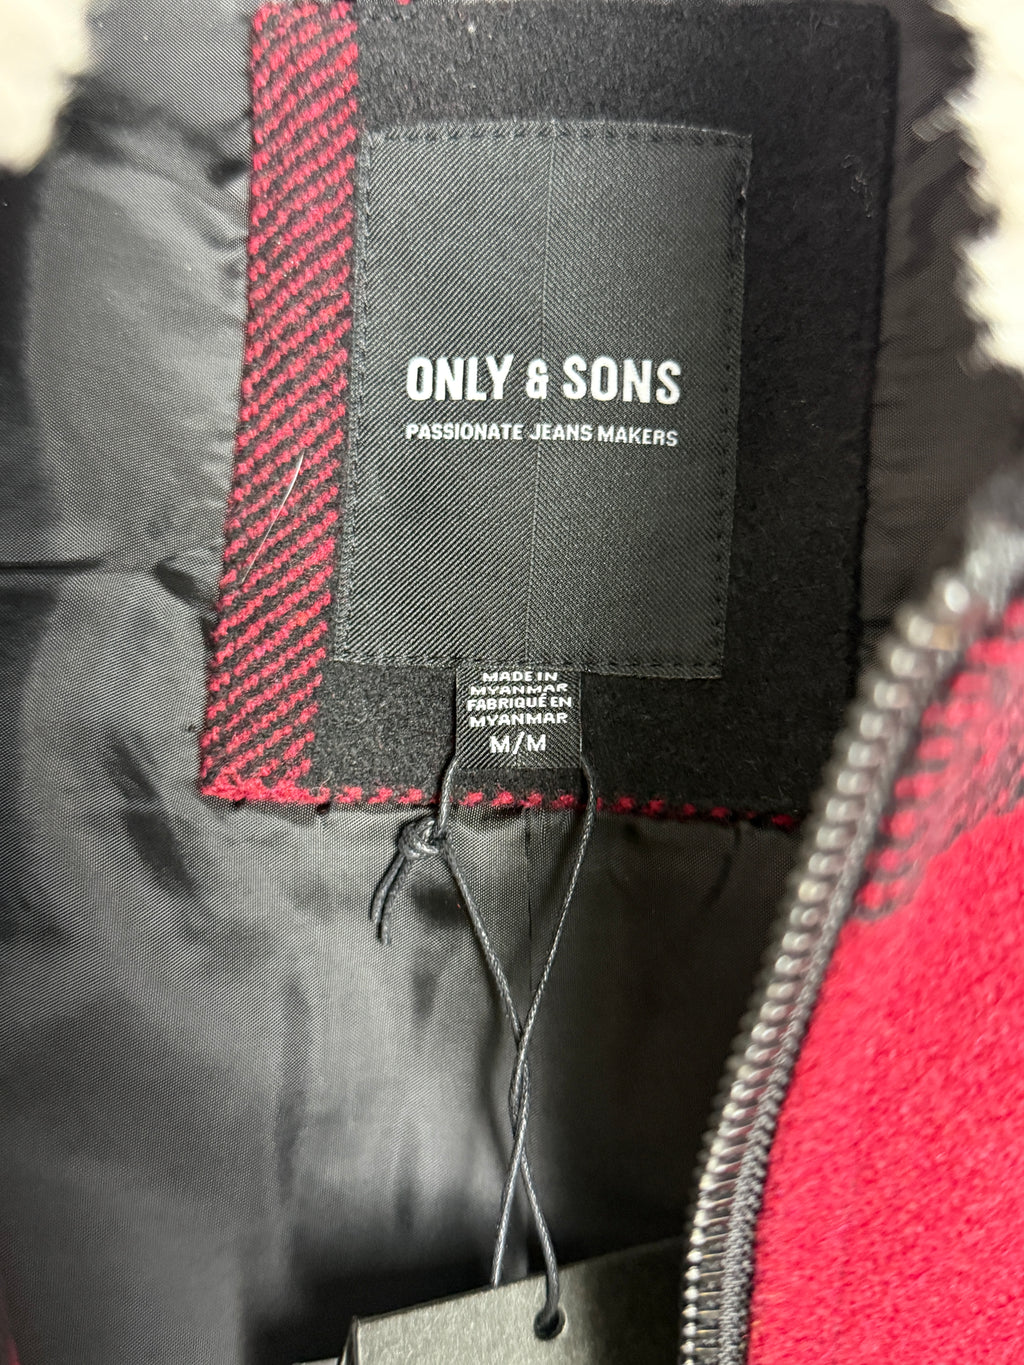 ONLY & SONS
PASSIONATE JEANS MAKERS
MADE IN
MYANMAR
FABRIQUÉ EN
MYANMAR
M/M